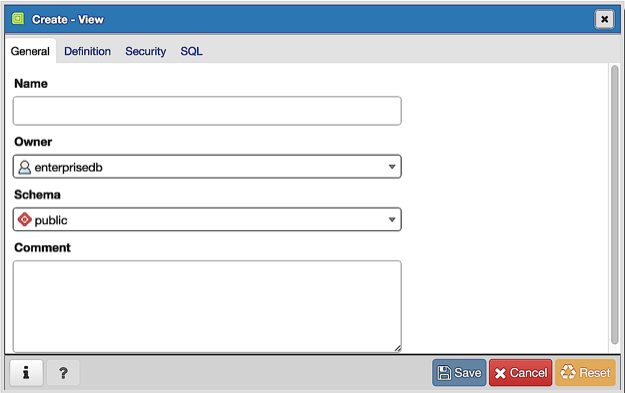 Create - View
General Definition Security SQL
Name
Owner
enterprisedb
Schema
public
Comment
i ? Save Cancel Reset